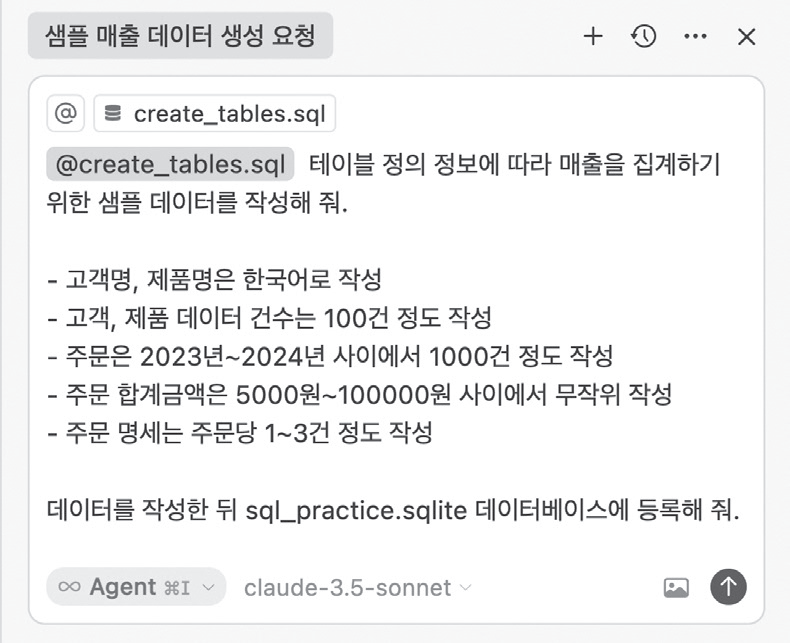 샘플 매출 데이터 생성 요청
@ create_tables.sql
@create_tables.sql 테이블 정의 정보에 따라 매출을 집계하기
위한 샘플 데이터를 작성해 줘.
- 고객명, 제품명은 한국어로 작성
- 고객, 제품 데이터 건수는 100건 정도 작성
- 주문은 2023년~2024년 사이에서 1000건 정도 작성
- 주문 합계금액은 5000원~100000원 사이에서 무작위 작성
- 주문 명세는 주문당 1~3건 정도 작성
데이터를 작성한 뒤 sql_practice.sqlite 데이터베이스에 등록해 줘.
∞ Agent ⌘I claude-3.5-sonnet